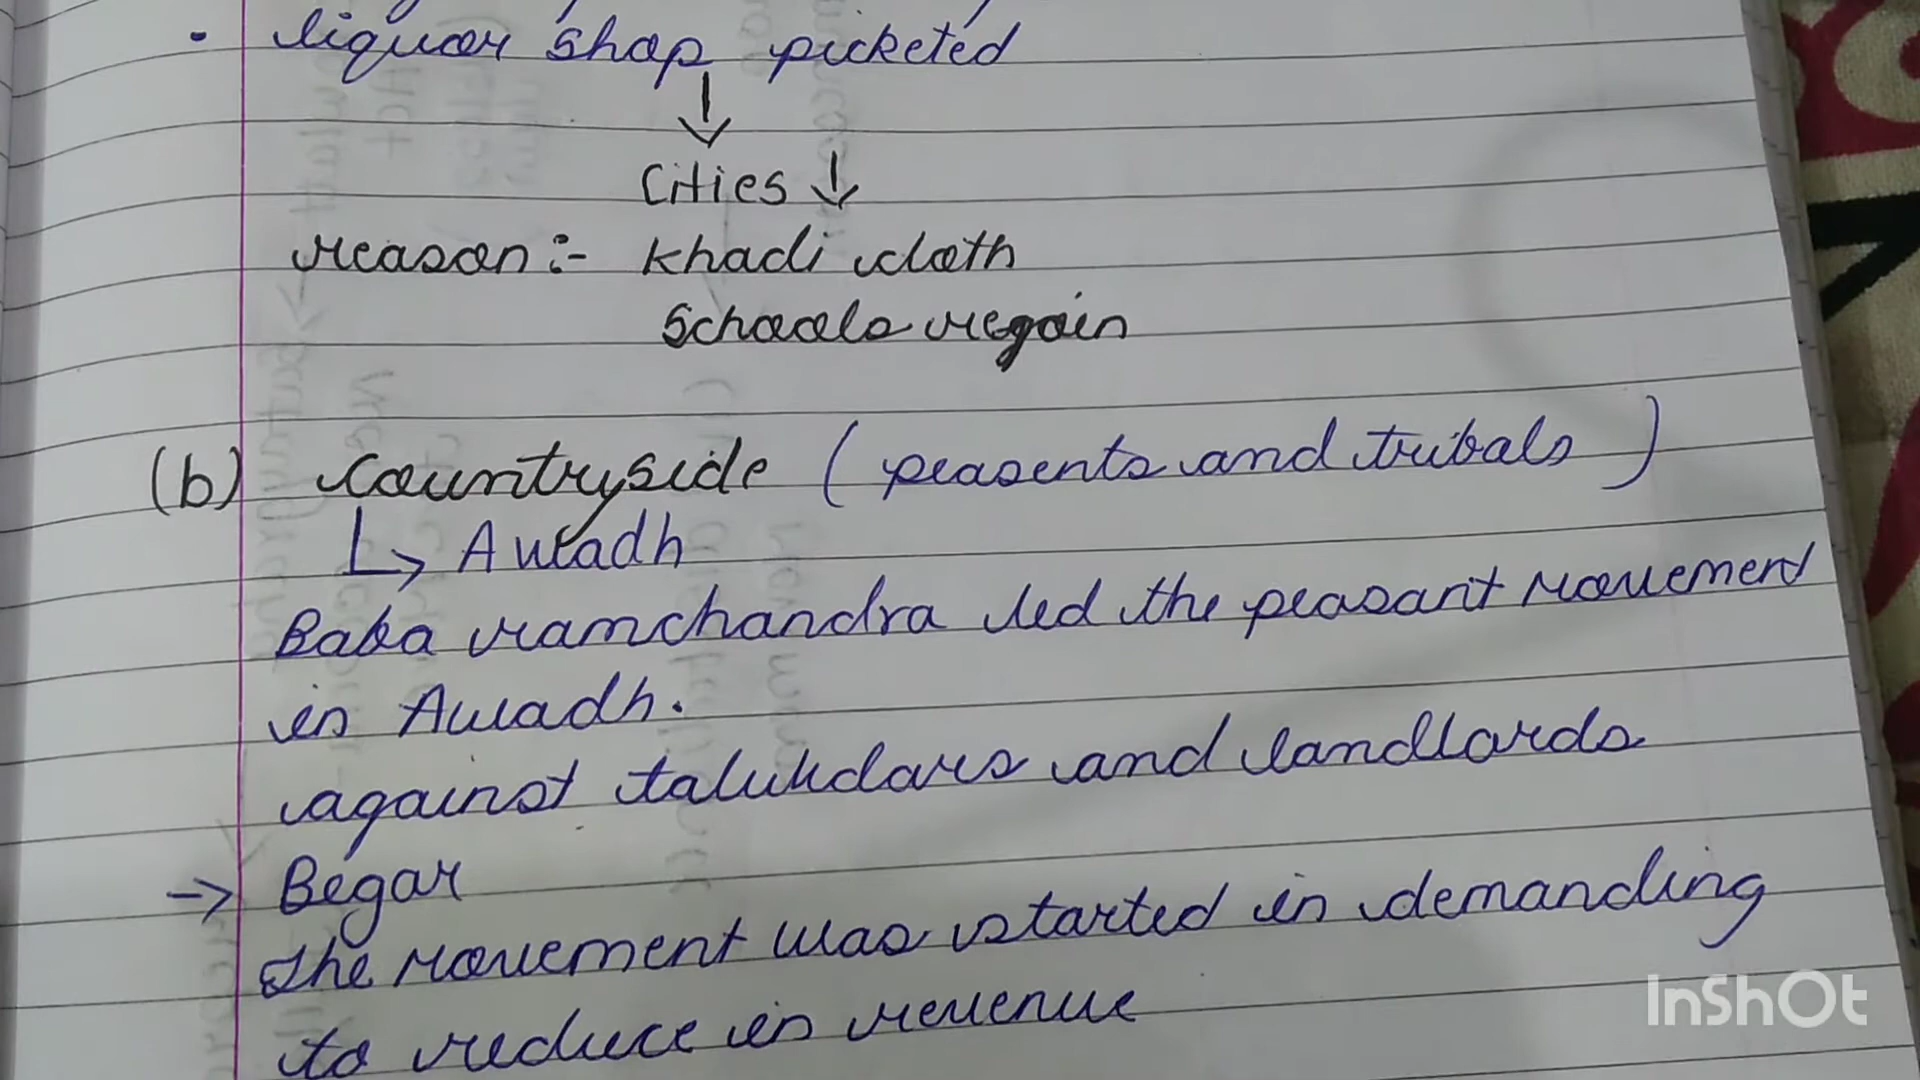 • liquor shop picketed
↓
Cities ↓
reason :- Khadi cloth
Schools regain
(b) Countryside ( peasents and tribals )
↳ Awadh
Baba ramchandra led the peasant movement
in Awadh.
against talukdars and landlords
→ Begar
The movement was started in demanding
to reduce in revenue
InShOt